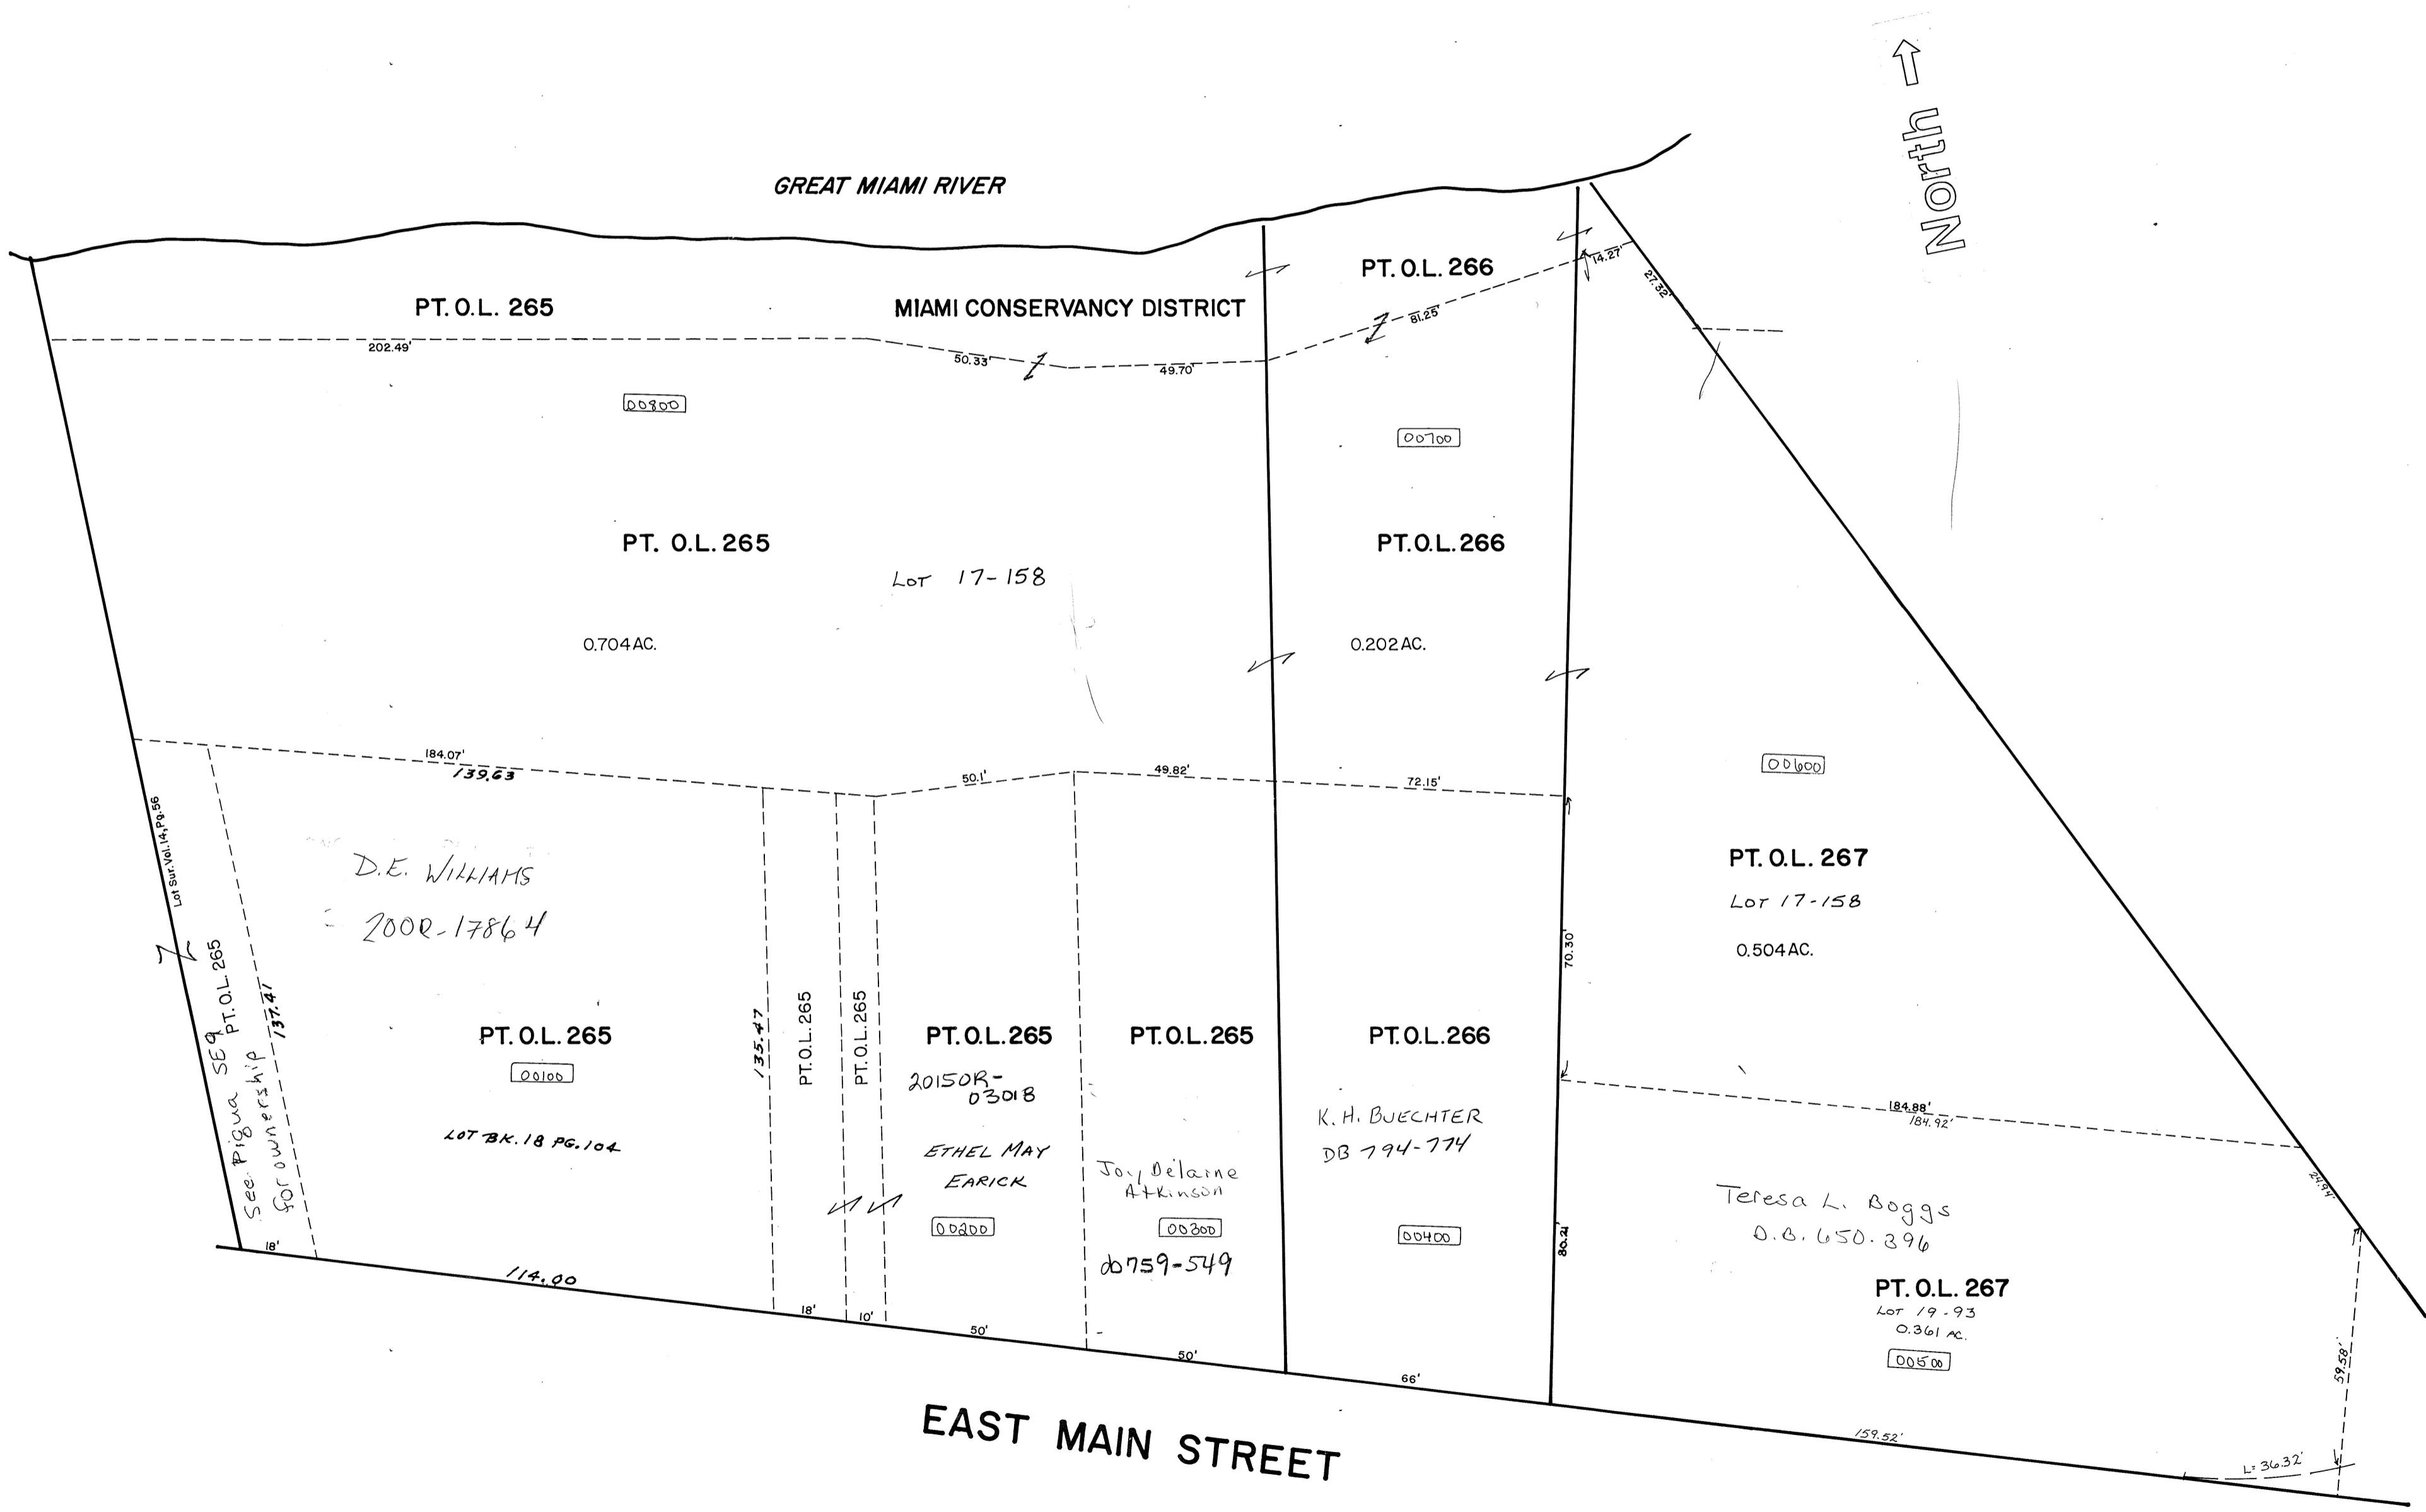 North
GREAT MIAMI RIVER
PT. O.L. 266
14.27'
27.32'
PT. O.L. 265
MIAMI CONSERVANCY DISTRICT
81.25'
202.49'
50.33'
49.70'
00800
00700
PT. O.L. 265
PT. O.L. 266
LOT 17-158
0.704 AC.
0.202 AC.
184.07'
139.63
50.1'
49.82'
72.15'
00600
Lot Sur. Vol. 14, Pg. 56
D.E. WILLIAMS
200R-17864
PT. O.L. 267
LOT 17-158
0.504 AC.
70.30'
PT. O.L. 265
137.41
See: Piqua SE9
for ownership
PT. O.L. 265
00100
LOT BK. 18 PG. 104
135.47
PT. O.L. 265
PT. O.L. 265
PT. O.L. 265
20150R-
03018
ETHEL MAY
EARICK
00200
PT. O.L. 265
Joy Delaine
Atkinson
00300
db759-549
PT. O.L. 266
K. H. BUECHTER
DB 794-774
00400
80.21'
184.88'
184.92'
24.94'
Teresa L. Boggs
D.B. 650-396
PT. O.L. 267
LOT 19-93
0.361 AC.
00500
59.58'
18'
114.00
18'
10'
50'
50'
66'
159.52'
L=36.32'
EAST MAIN STREET